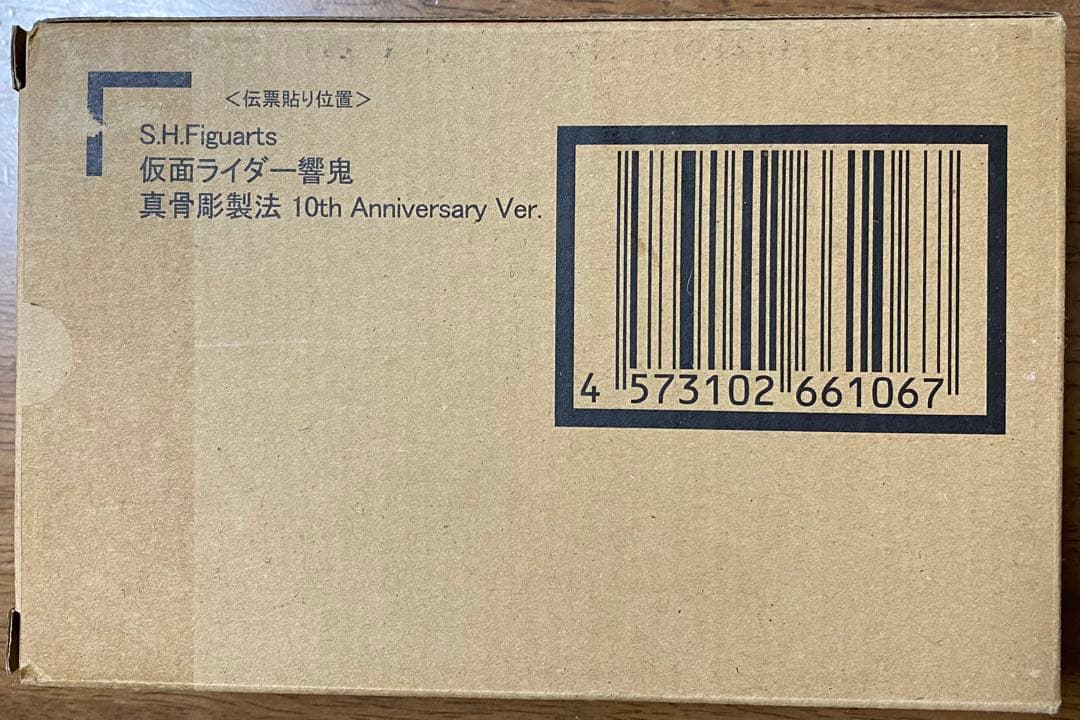 ＜伝票貼り位置＞
S.H.Figuarts
仮面ライダー響鬼
真骨彫製法 10th Anniversary Ver.
4 573102 661067